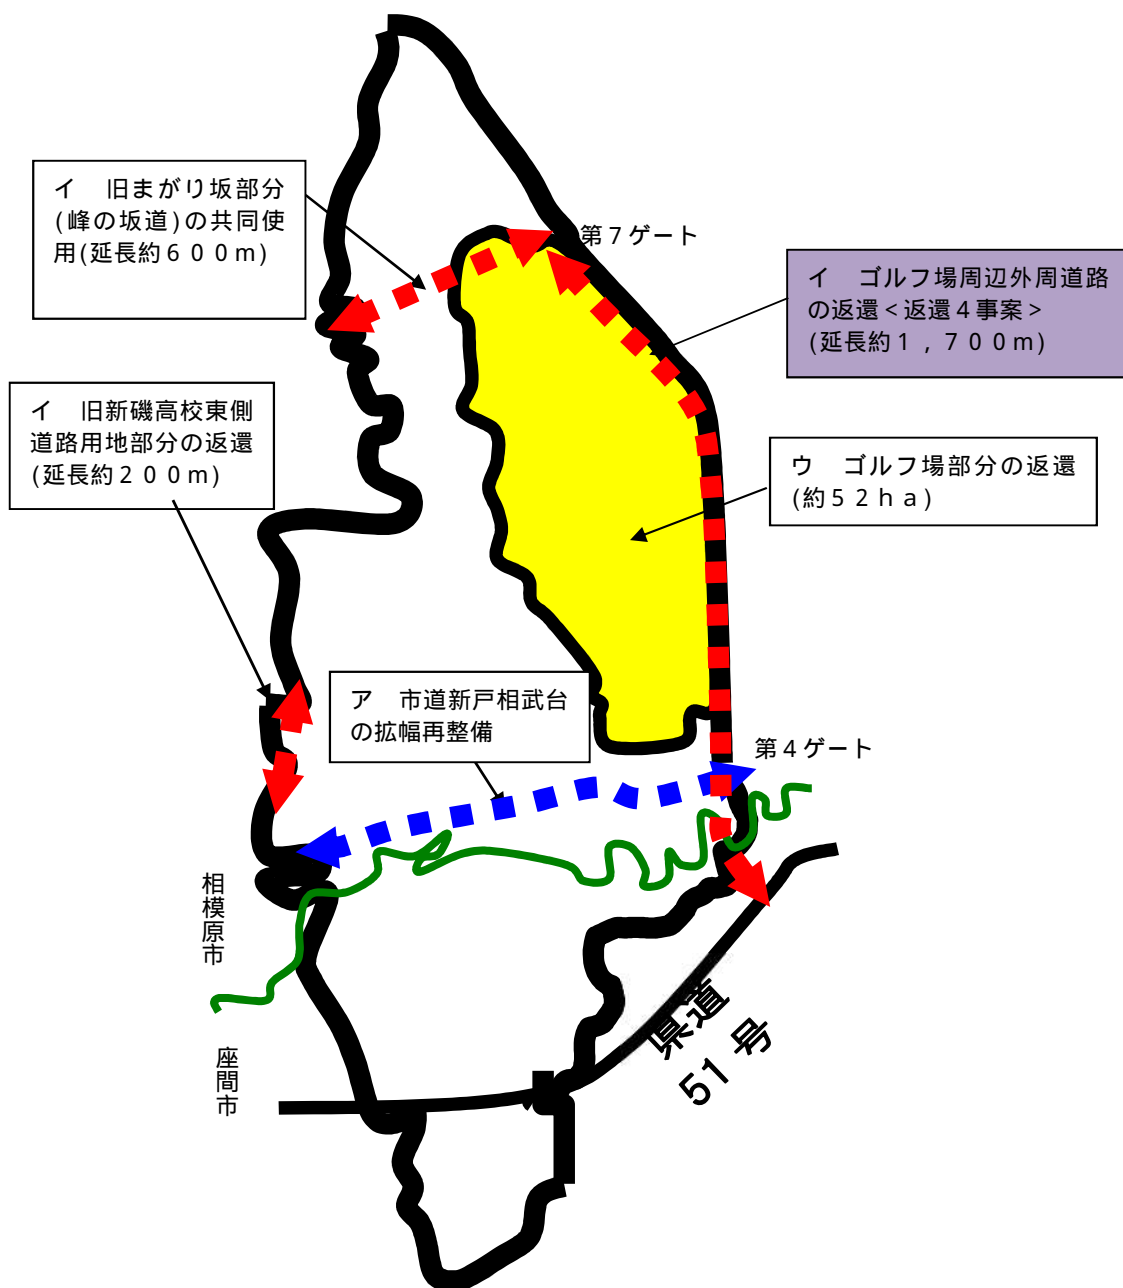 イ　旧まがり坂部分
(峰の坂道)の共同使
用(延長約６００ｍ)
第７ゲート
イ　ゴルフ場周辺外周道路
の返還＜返還４事案＞
(延長約１，７００ｍ)
イ　旧新磯高校東側
道路用地部分の返還
(延長約２００ｍ)
ウ　ゴルフ場部分の返還
(約５２ｈａ)
ア　市道新戸相武台
の拡幅再整備
第４ゲート
相模原市
座間市
県道
51 号